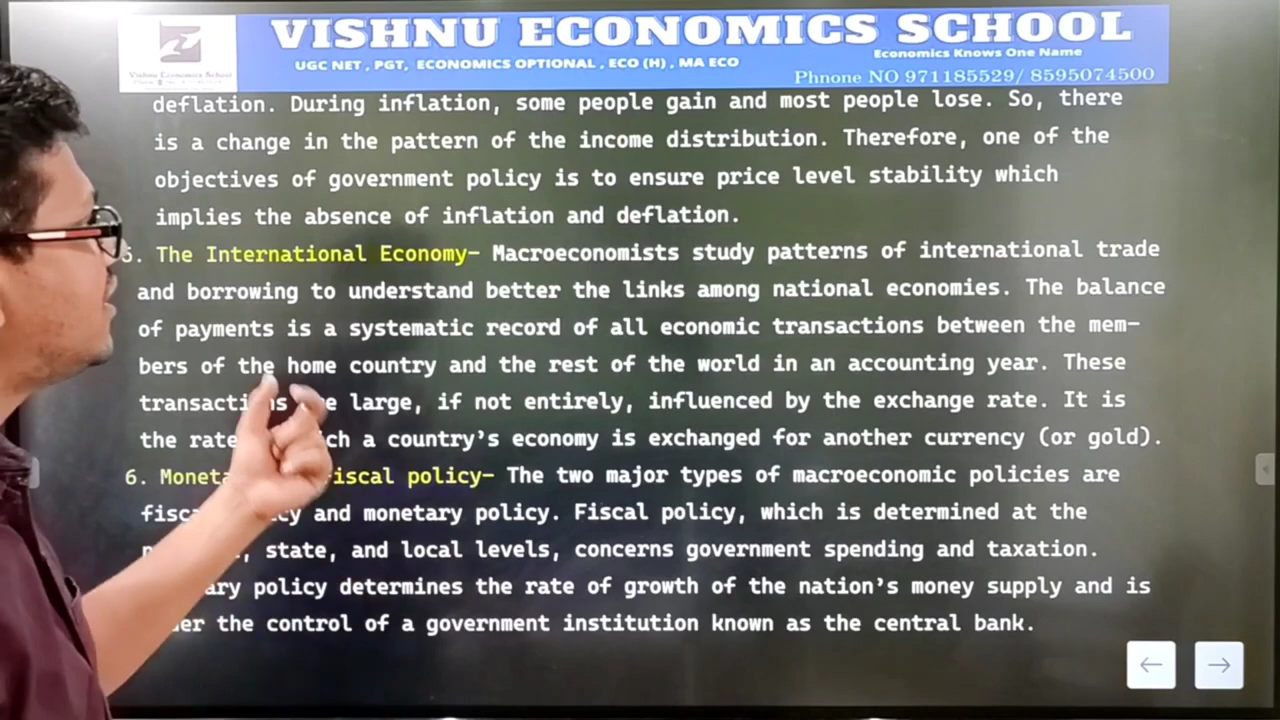 VISHNU ECONOMICS SCHOOL
Economics Knows One Name
UGC NET , PGT, ECONOMICS OPTIONAL , ECO (H) , MA ECO
Phnone NO 971185529/ 8595074500
Vishnu Economics School
deflation. During inflation, some people gain and most people lose. So, there
is a change in the pattern of the income distribution. Therefore, one of the
objectives of government policy is to ensure price level stability which
implies the absence of inflation and deflation.
5. The International Economy– Macroeconomists study patterns of international trade
and borrowing to understand better the links among national economies. The balance
of payments is a systematic record of all economic transactions between the mem–
bers of the home country and the rest of the world in an accounting year. These
large, if not entirely, influenced by the exchange rate. It is
the rate a country's economy is exchanged for another currency (or gold).
6. policy– The two major types of macroeconomic policies are
and monetary policy. Fiscal policy, which is determined at the
state, and local levels, concerns government spending and taxation.
policy determines the rate of growth of the nation's money supply and is
the control of a government institution known as the central bank.